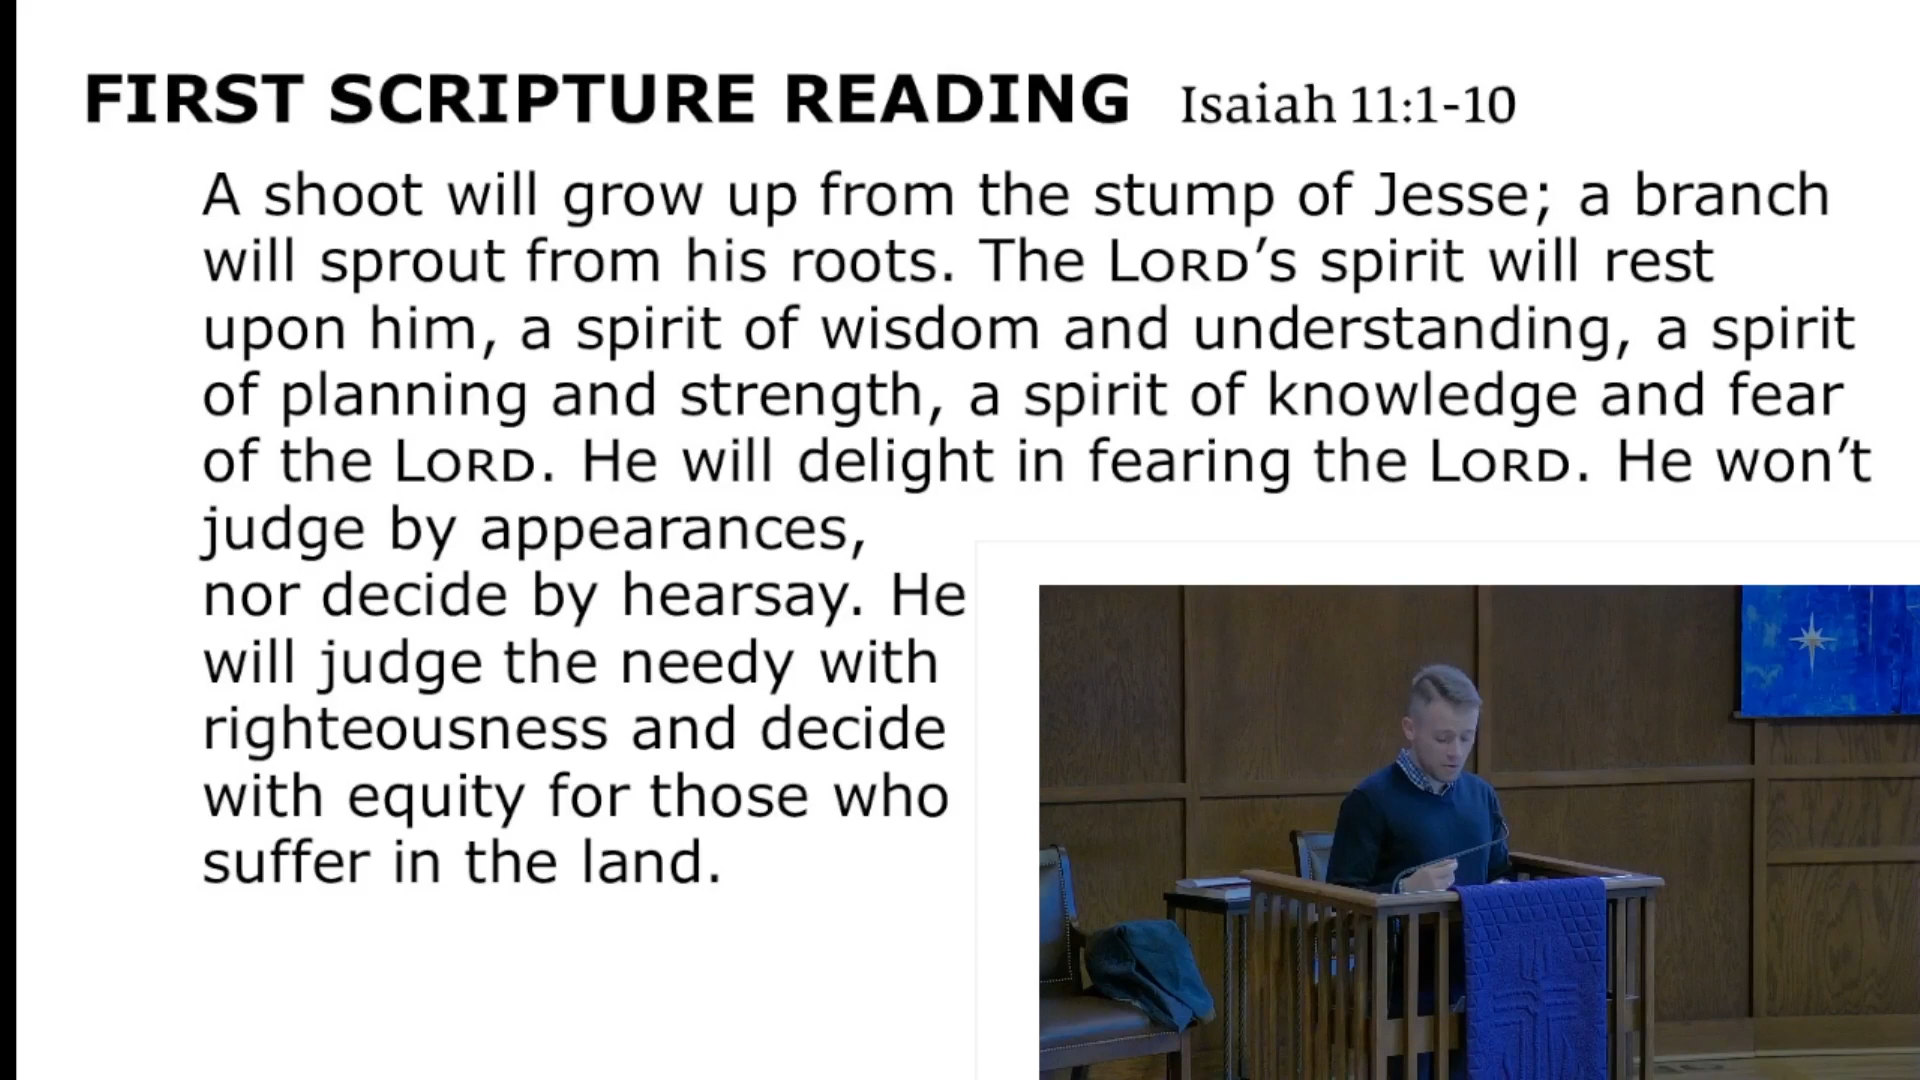 FIRST SCRIPTURE READING Isaiah 11:1-10
A shoot will grow up from the stump of Jesse; a branch
will sprout from his roots. The LORD’s spirit will rest
upon him, a spirit of wisdom and understanding, a spirit
of planning and strength, a spirit of knowledge and fear
of the LORD. He will delight in fearing the LORD. He won’t
judge by appearances,
nor decide by hearsay. He
will judge the needy with
righteousness and decide
with equity for those who
suffer in the land.